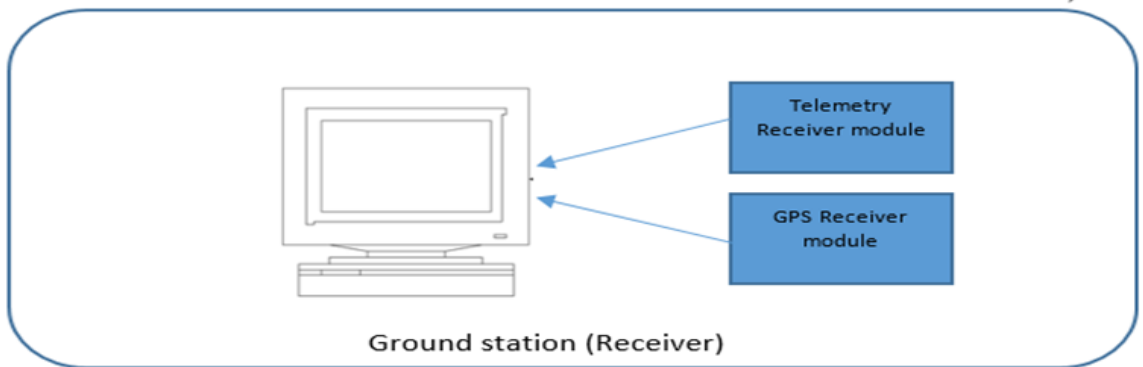 Telemetry
Receiver module
GPS Receiver
module
Ground station (Receiver)